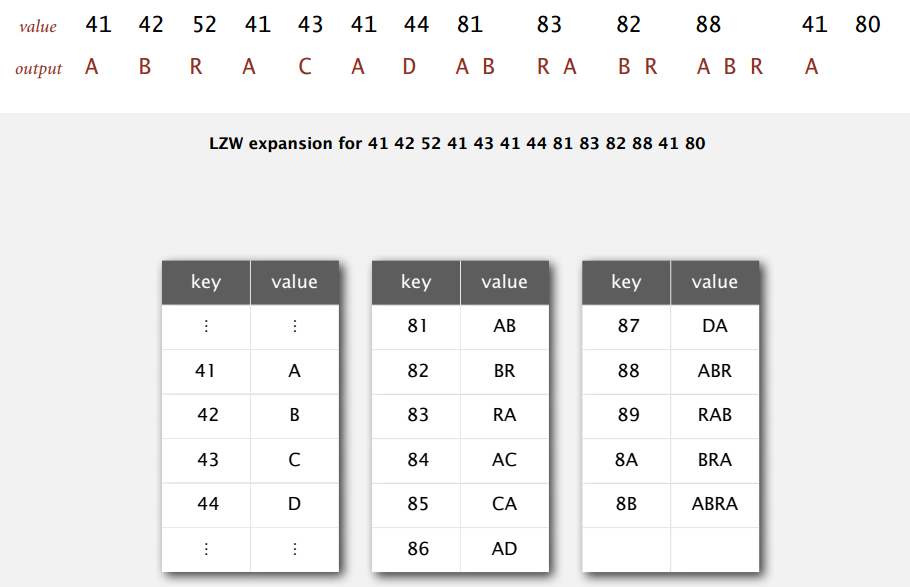 value 41 42 52 41 43 41 44 81 83 82 88 41 80
output A B R A C A D A B R A B R A B R A
LZW expansion for 41 42 52 41 43 41 44 81 83 82 88 41 80
key value key value key value
⋮ ⋮ 81 AB 87 DA
41 A 82 BR 88 ABR
42 B 83 RA 89 RAB
43 C 84 AC 8A BRA
44 D 85 CA 8B ABRA
⋮ ⋮ 86 AD